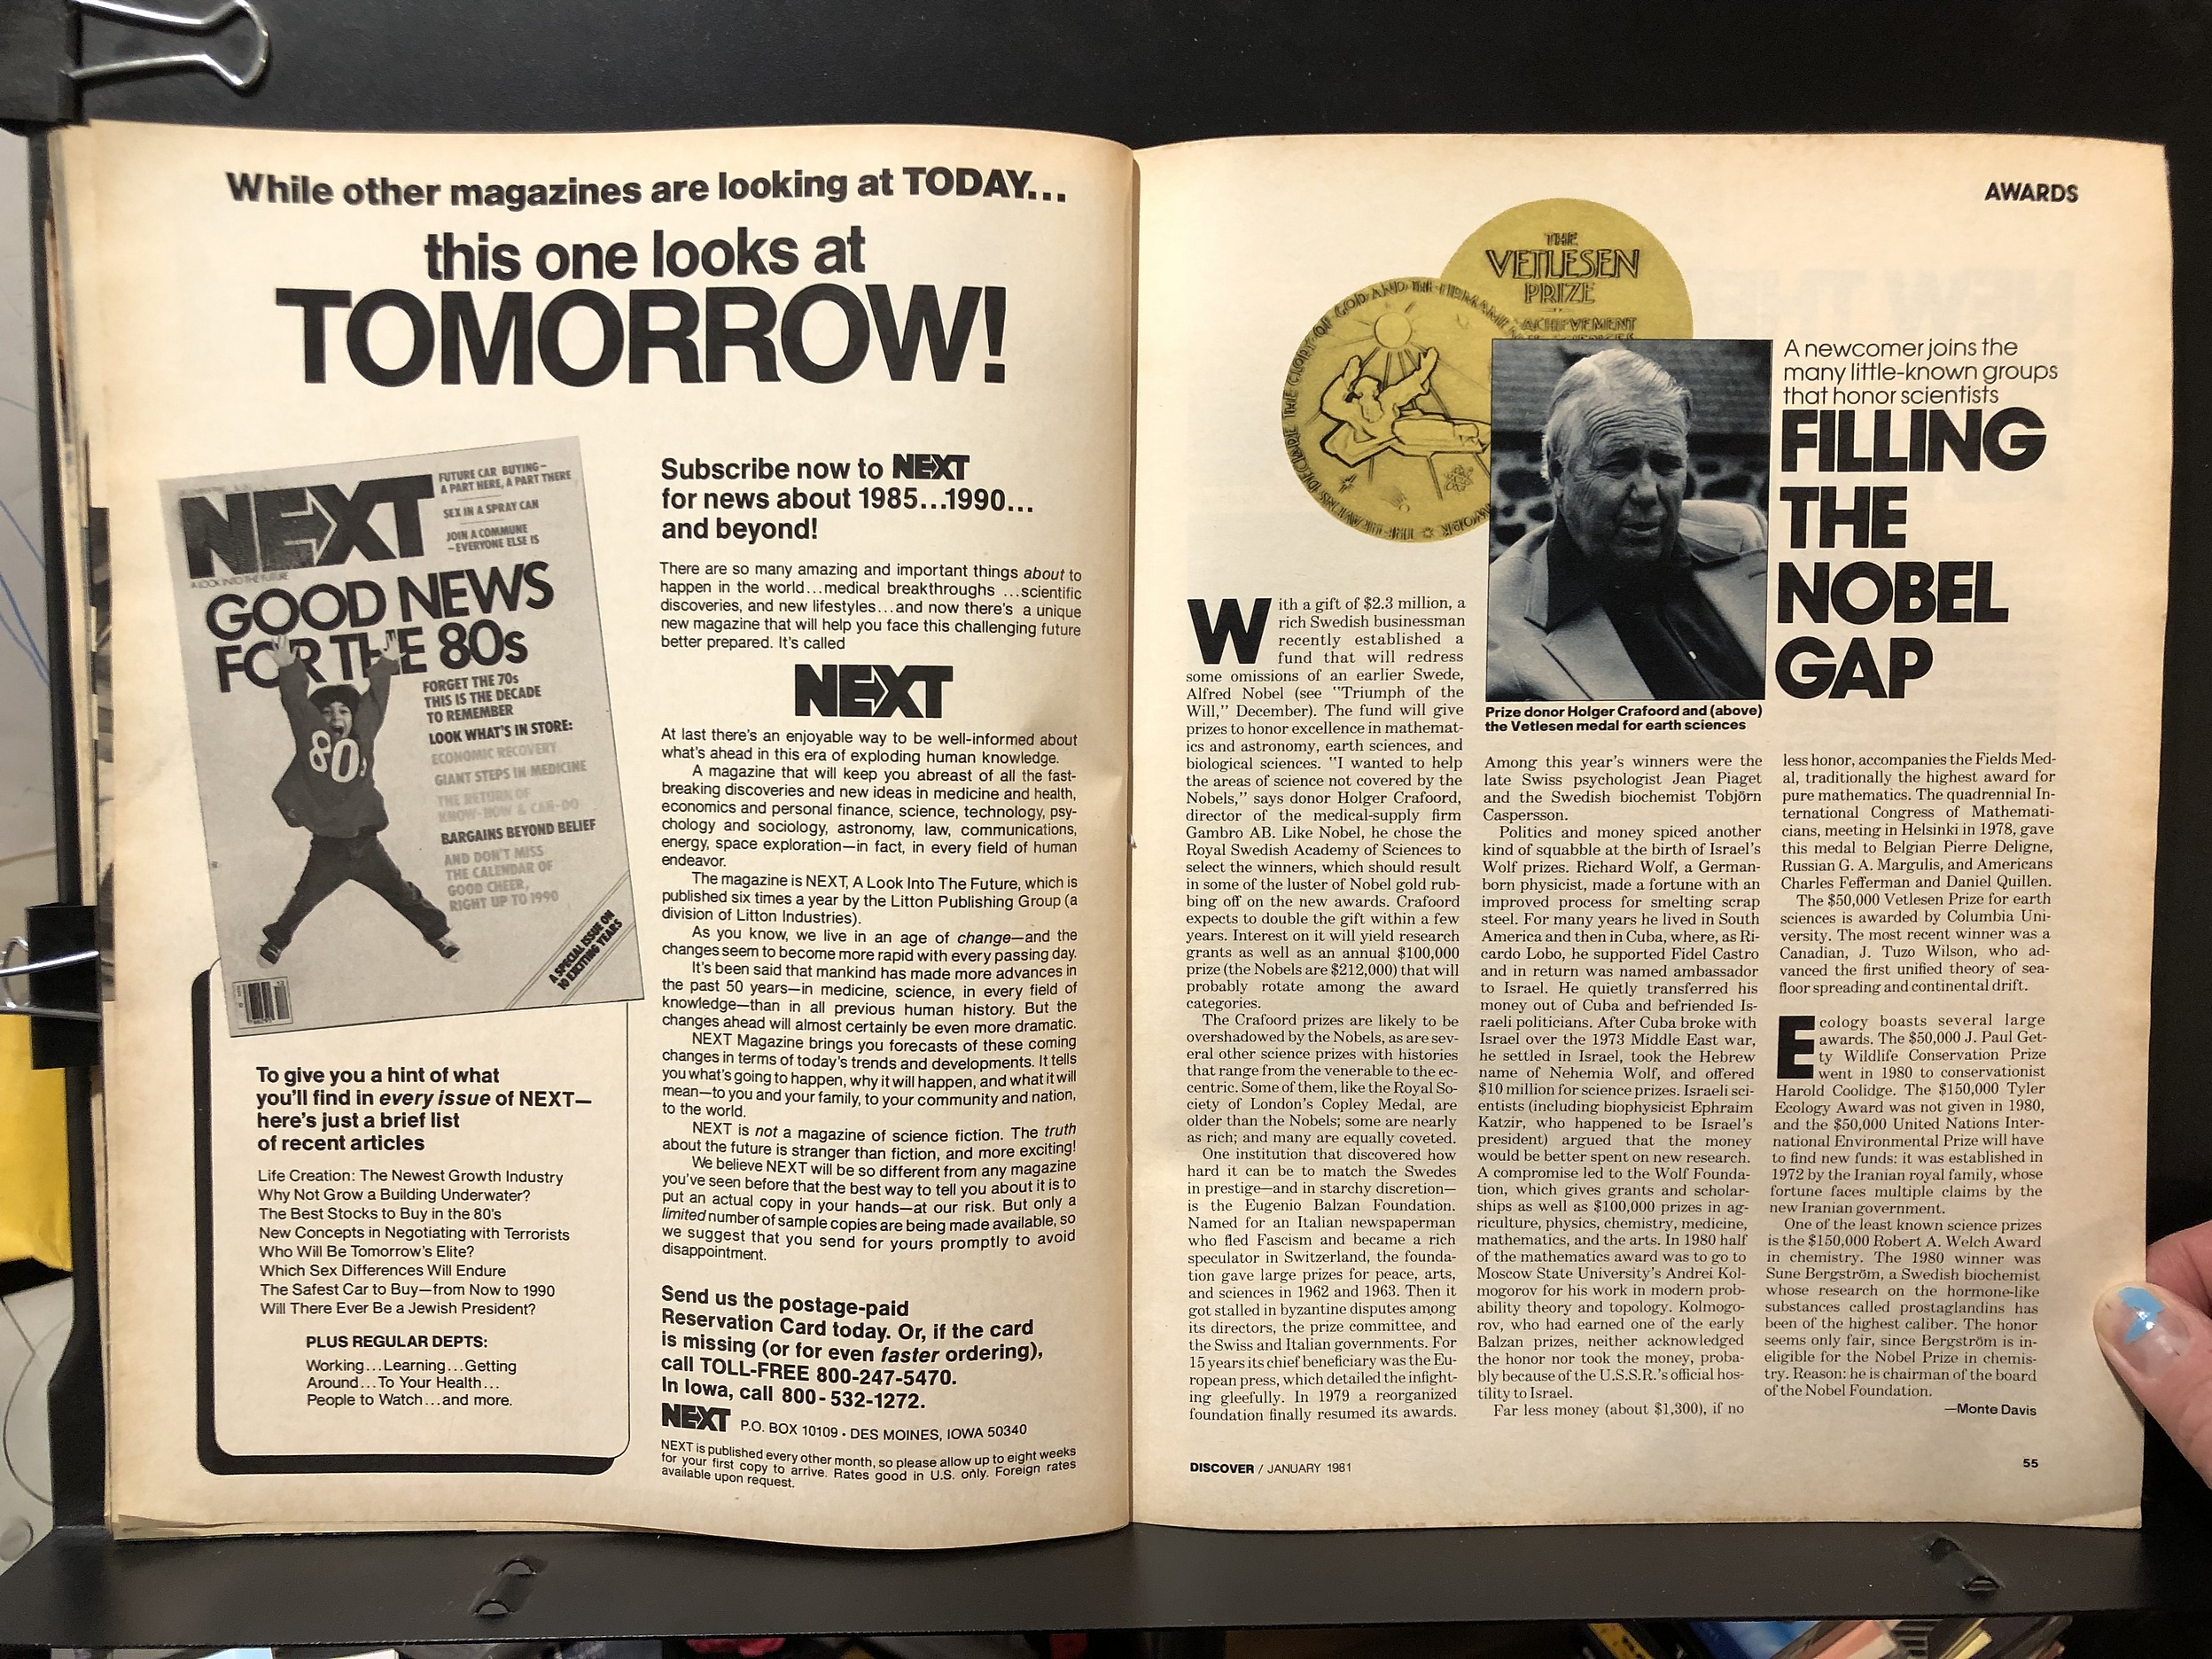 While other magazines are looking at TODAY...
this one looks at
TOMORROW!
NEXT
A LOOK INTO THE FUTURE
FUTURE CAR BUYING–
A PART HERE, A PART THERE
SEX IN A SPRAY CAN
JOIN A COMMUNE
–EVERYONE ELSE IS
GOOD NEWS
FOR THE 80s
FORGET THE 70s
THIS IS THE DECADE
TO REMEMBER
LOOK WHAT'S IN STORE:
ECONOMIC RECOVERY
GIANT STEPS IN MEDICINE
THE RETURN OF
KNOW-HOW & CAN-DO
BARGAINS BEYOND BELIEF
AND DON'T MISS
THE CALENDAR OF
GOOD CHEER,
RIGHT UP TO 1990
80
A SPECIAL ISSUE ON
10 EXCITING YEARS
To give you a hint of what
you'll find in every issue of NEXT—
here's just a brief list
of recent articles
Life Creation: The Newest Growth Industry
Why Not Grow a Building Underwater?
The Best Stocks to Buy in the 80's
New Concepts in Negotiating with Terrorists
Who Will Be Tomorrow's Elite?
Which Sex Differences Will Endure
The Safest Car to Buy—from Now to 1990
Will There Ever Be a Jewish President?
PLUS REGULAR DEPTS:
Working...Learning...Getting
Around...To Your Health...
People to Watch...and more.
Subscribe now to NEXT
for news about 1985...1990...
and beyond!
There are so many amazing and important things about to
happen in the world...medical breakthroughs ...scientific
discoveries, and new lifestyles...and now there's a unique
new magazine that will help you face this challenging future
better prepared. It's called
NEXT
At last there's an enjoyable way to be well-informed about
what's ahead in this era of exploding human knowledge.
A magazine that will keep you abreast of all the fast-
breaking discoveries and new ideas in medicine and health,
economics and personal finance, science, technology, psy-
chology and sociology, astronomy, law, communications,
energy, space exploration—in fact, in every field of human
endeavor.
The magazine is NEXT, A Look Into The Future, which is
published six times a year by the Litton Publishing Group (a
division of Litton Industries).
As you know, we live in an age of change—and the
changes seem to become more rapid with every passing day.
It's been said that mankind has made more advances in
the past 50 years—in medicine, science, in every field of
knowledge—than in all previous human history. But the
changes ahead will almost certainly be even more dramatic.
NEXT Magazine brings you forecasts of these coming
changes in terms of today's trends and developments. It tells
you what's going to happen, why it will happen, and what it will
mean—to you and your family, to your community and nation,
to the world.
NEXT is not a magazine of science fiction. The truth
about the future is stranger than fiction, and more exciting!
We believe NEXT will be so different from any magazine
you've seen before that the best way to tell you about it is to
put an actual copy in your hands—at our risk. But only a
limited number of sample copies are being made available, so
we suggest that you send for yours promptly to avoid
disappointment.
Send us the postage-paid
Reservation Card today. Or, if the card
is missing (or for even faster ordering),
call TOLL-FREE 800-247-5470.
In Iowa, call 800-532-1272.
NEXT P.O. BOX 10109 • DES MOINES, IOWA 50340
NEXT is published every other month, so please allow up to eight weeks
for your first copy to arrive. Rates good in U.S. only. Foreign rates
available upon request.
AWARDS
THE
VETLESEN
PRIZE
ACHIEVEMENT
A newcomer joins the
many little-known groups
that honor scientists
FILLING
THE
NOBEL
GAP
Prize donor Holger Crafoord and (above)
the Vetlesen medal for earth sciences
With a gift of $2.3 million, a
rich Swedish businessman
recently established a
fund that will redress
some omissions of an earlier Swede,
Alfred Nobel (see "Triumph of the
Will," December). The fund will give
prizes to honor excellence in mathemat-
ics and astronomy, earth sciences, and
biological sciences. "I wanted to help
the areas of science not covered by the
Nobels," says donor Holger Crafoord,
director of the medical-supply firm
Gambro AB. Like Nobel, he chose the
Royal Swedish Academy of Sciences to
select the winners, which should result
in some of the luster of Nobel gold rub-
bing off on the new awards. Crafoord
expects to double the gift within a few
years. Interest on it will yield research
grants as well as an annual $100,000
prize (the Nobels are $212,000) that will
probably rotate among the award
categories.
The Crafoord prizes are likely to be
overshadowed by the Nobels, as are sev-
eral other science prizes with histories
that range from the venerable to the ec-
centric. Some of them, like the Royal So-
ciety of London's Copley Medal, are
older than the Nobels; some are nearly
as rich; and many are equally coveted.
One institution that discovered how
hard it can be to match the Swedes
in prestige—and in starchy discretion—
is the Eugenio Balzan Foundation.
Named for an Italian newspaperman
who fled Fascism and became a rich
speculator in Switzerland, the founda-
tion gave large prizes for peace, arts,
and sciences in 1962 and 1963. Then it
got stalled in byzantine disputes among
its directors, the prize committee, and
the Swiss and Italian governments. For
15 years its chief beneficiary was the Eu-
ropean press, which detailed the infight-
ing gleefully. In 1979 a reorganized
foundation finally resumed its awards.
Among this year's winners were the
late Swiss psychologist Jean Piaget
and the Swedish biochemist Tobjörn
Caspersson.
Politics and money spiced another
kind of squabble at the birth of Israel's
Wolf prizes. Richard Wolf, a German-
born physicist, made a fortune with an
improved process for smelting scrap
steel. For many years he lived in South
America and then in Cuba, where, as Ri-
cardo Lobo, he supported Fidel Castro
and in return was named ambassador
to Israel. He quietly transferred his
money out of Cuba and befriended Is-
raeli politicians. After Cuba broke with
Israel over the 1973 Middle East war,
he settled in Israel, took the Hebrew
name of Nehemia Wolf, and offered
$10 million for science prizes. Israeli sci-
entists (including biophysicist Ephraim
Katzir, who happened to be Israel's
president) argued that the money
would be better spent on new research.
A compromise led to the Wolf Founda-
tion, which gives grants and scholar-
ships as well as $100,000 prizes in ag-
riculture, physics, chemistry, medicine,
mathematics, and the arts. In 1980 half
of the mathematics award was to go to
Moscow State University's Andrei Kol-
mogorov for his work in modern prob-
ability theory and topology. Kolmogo-
rov, who had earned one of the early
Balzan prizes, neither acknowledged
the honor nor took the money, proba-
bly because of the U.S.S.R.'s official hos-
tility to Israel.
Far less money (about $1,300), if no
less honor, accompanies the Fields Med-
al, traditionally the highest award for
pure mathematics. The quadrennial In-
ternational Congress of Mathemati-
cians, meeting in Helsinki in 1978, gave
this medal to Belgian Pierre Deligne,
Russian G. A. Margulis, and Americans
Charles Fefferman and Daniel Quillen.
The $50,000 Vetlesen Prize for earth
sciences is awarded by Columbia Uni-
versity. The most recent winner was a
Canadian, J. Tuzo Wilson, who ad-
vanced the first unified theory of sea-
floor spreading and continental drift.
Ecology boasts several large
awards. The $50,000 J. Paul Get-
ty Wildlife Conservation Prize
went in 1980 to conservationist
Harold Coolidge. The $150,000 Tyler
Ecology Award was not given in 1980,
and the $50,000 United Nations Inter-
national Environmental Prize will have
to find new funds: it was established in
1972 by the Iranian royal family, whose
fortune faces multiple claims by the
new Iranian government.
One of the least known science prizes
is the $150,000 Robert A. Welch Award
in chemistry. The 1980 winner was
Sune Bergström, a Swedish biochemist
whose research on the hormone-like
substances called prostaglandins has
been of the highest caliber. The honor
seems only fair, since Bergström is in-
eligible for the Nobel Prize in chemis-
try. Reason: he is chairman of the board
of the Nobel Foundation.
—Monte Davis
DISCOVER / JANUARY 1981
55